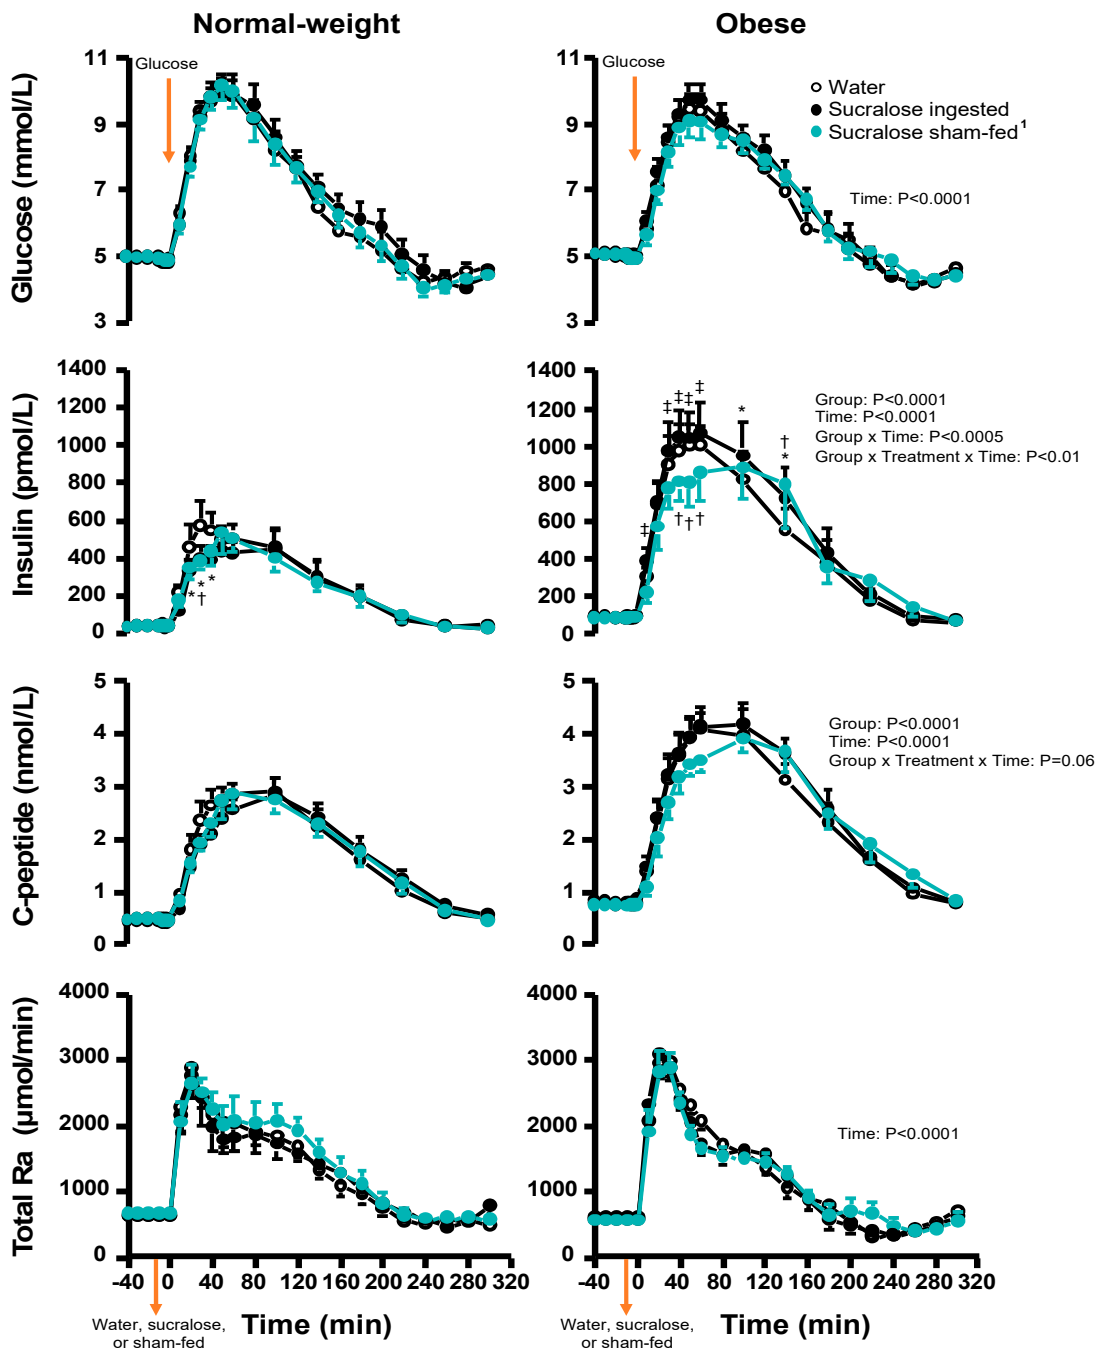 Normal-weight
Obese
Glucose (mmol/L)
11
9
7
5
3
Glucose
11
9
7
5
3
Glucose
Water
Sucralose ingested
Sucralose sham-fed¹
Time: P<0.0001
Insulin (pmol/L)
1400
1200
1000
800
600
400
200
0
*
*
†
*
1400
1200
1000
800
600
400
200
0
‡
‡
‡
‡
‡
†
†
†
*
†
*
Group: P<0.0001
Time: P<0.0001
Group x Time: P<0.0005
Group x Treatment x Time: P<0.01
C-peptide (nmol/L)
5
4
3
2
1
0
5
4
3
2
1
0
Group: P<0.0001
Time: P<0.0001
Group x Treatment x Time: P=0.06
Total Ra (µmol/min)
4000
3000
2000
1000
0
4000
3000
2000
1000
0
Time: P<0.0001
-40 0 40 80 120 160 200 240 280 320
-40 0 40 80 120 160 200 240 280 320
Water, sucralose,
or sham-fed
Time (min)
Water, sucralose,
or sham-fed
Time (min)